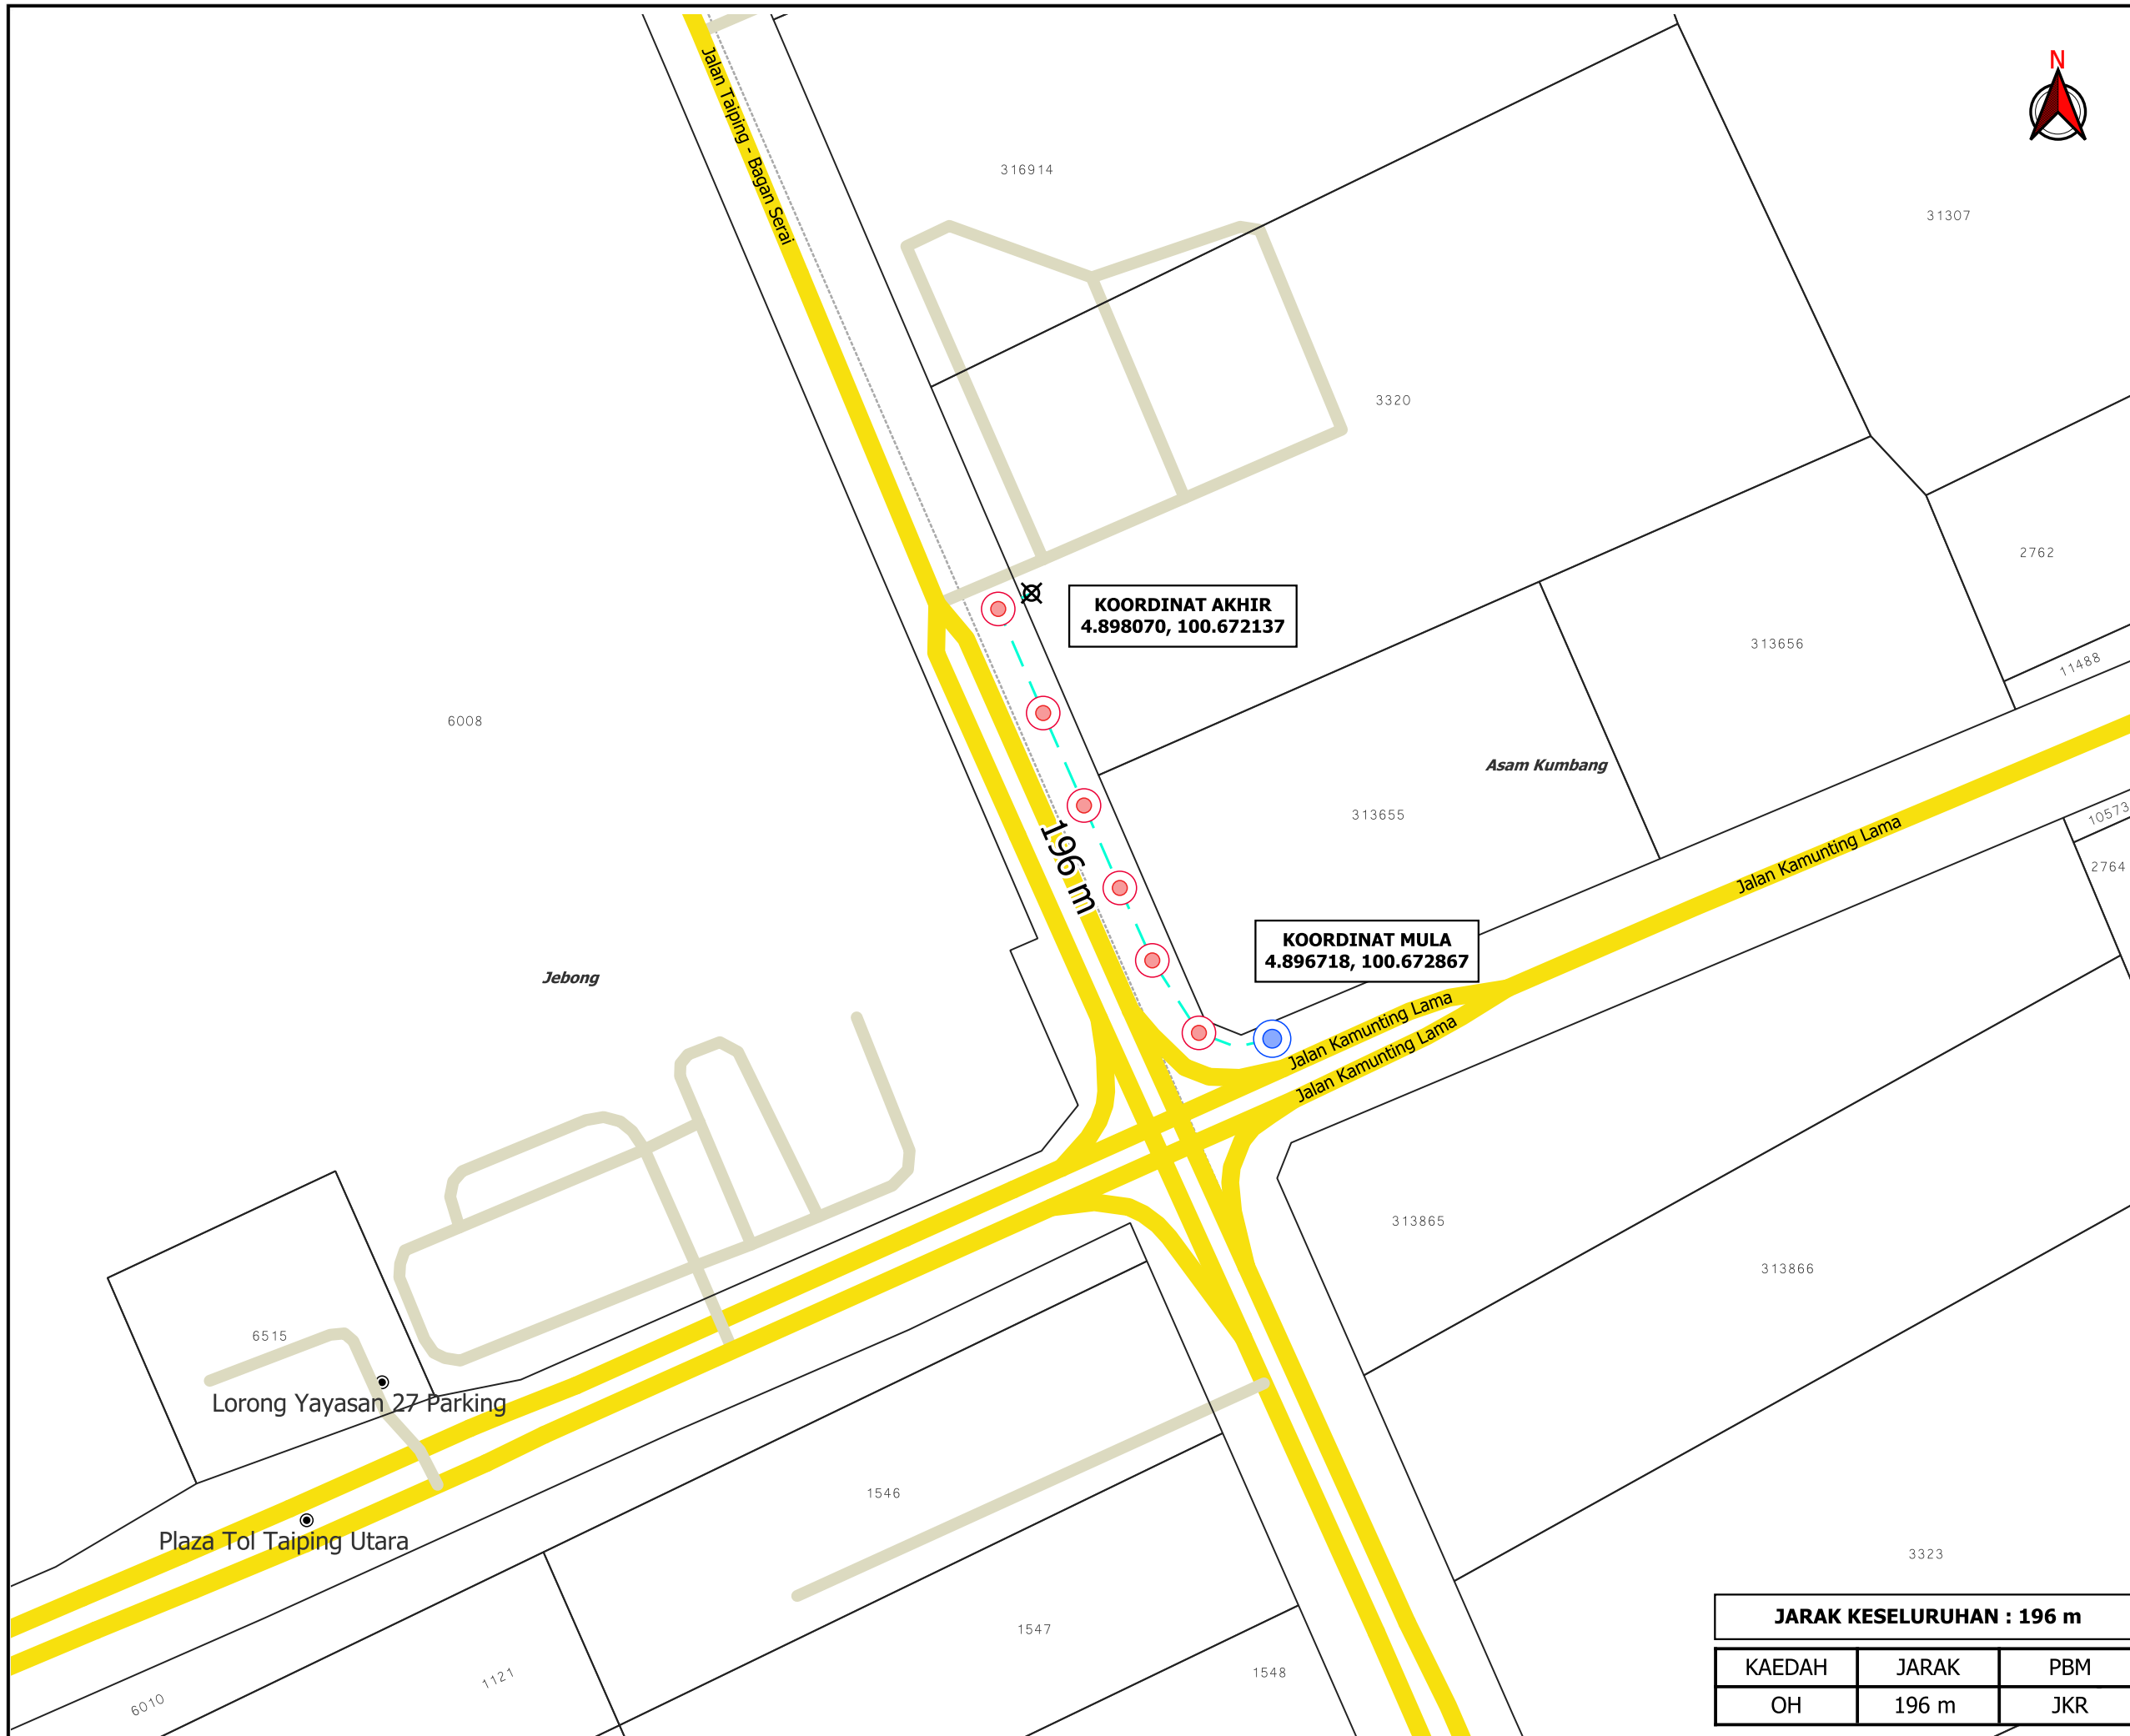 N
Jalan Taiping - Bagan Serai
316914
31307
3320
2762
KOORDINAT AKHIR
4.898070, 100.672137
313656
11488
6008
Asam Kumbang
313655
10573
Jalan Kamunting Lama
2764
196 m
KOORDINAT MULA
4.896718, 100.672867
Jebong
Jalan Kamunting Lama
Jalan Kamunting Lama
313865
313866
6515
Lorong Yayasan 27 Parking
1546
Plaza Tol Taiping Utara
3323
1547
1548
1121
6010
JARAK KESELURUHAN : 196 m
KAEDAH JARAK PBM
OH 196 m JKR